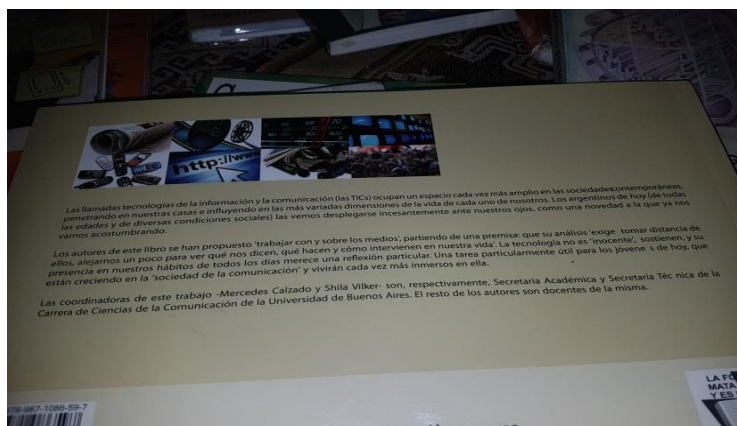 http://www
Las llamadas tecnologías de la información y la comunicación (las TICs) ocupan un espacio cada vez más amplio en las sociedades contemporáneas,
penetrando en nuestras casas e influyendo en las más variadas dimensiones de la vida de cada uno de nosotros. Los argentinos de hoy (de todas
las edades y de diversas condiciones sociales) las vemos desplegarse incesantemente ante nuestros ojos, como una novedad a la que ya nos
vamos acostumbrando.
Los autores de este libro se han propuesto 'trabajar con y sobre los medios', partiendo de una premisa: que su análisis 'exige tomar distancia de
ellos, alejarnos un poco para ver qué nos dicen, qué hacen y cómo intervienen en nuestra vida'. La tecnología no es 'inocente', sostienen, y su
presencia en nuestros hábitos de todos los días merece una reflexión particular. Una tarea particularmente útil para los jóvene s de hoy, que
están creciendo en la 'sociedad de la comunicación' y vivirán cada vez más inmersos en ella.
Las coordinadoras de este trabajo -Mercedes Calzado y Shila Vilker- son, respectivamente, Secretaria Académica y Secretaria Téc nica de la
Carrera de Ciencias de la Comunicación de la Universidad de Buenos Aires. El resto de los autores son docentes de la misma.
978-987-1086-59-7
LA
MATA
Y ES